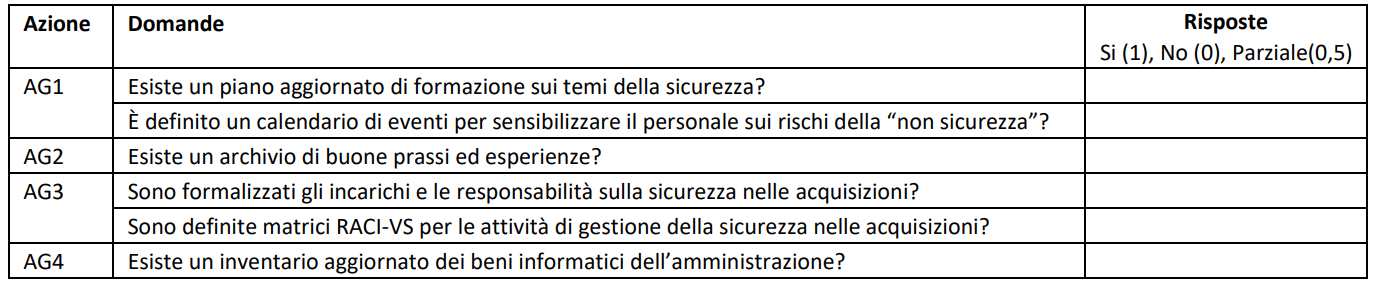 Azione Domande Risposte
Si (1), No (0), Parziale(0,5)
AG1 Esiste un piano aggiornato di formazione sui temi della sicurezza?
È definito un calendario di eventi per sensibilizzare il personale sui rischi della “non sicurezza”?
AG2 Esiste un archivio di buone prassi ed esperienze?
AG3 Sono formalizzati gli incarichi e le responsabilità sulla sicurezza nelle acquisizioni?
Sono definite matrici RACI-VS per le attività di gestione della sicurezza nelle acquisizioni?
AG4 Esiste un inventario aggiornato dei beni informatici dell’amministrazione?